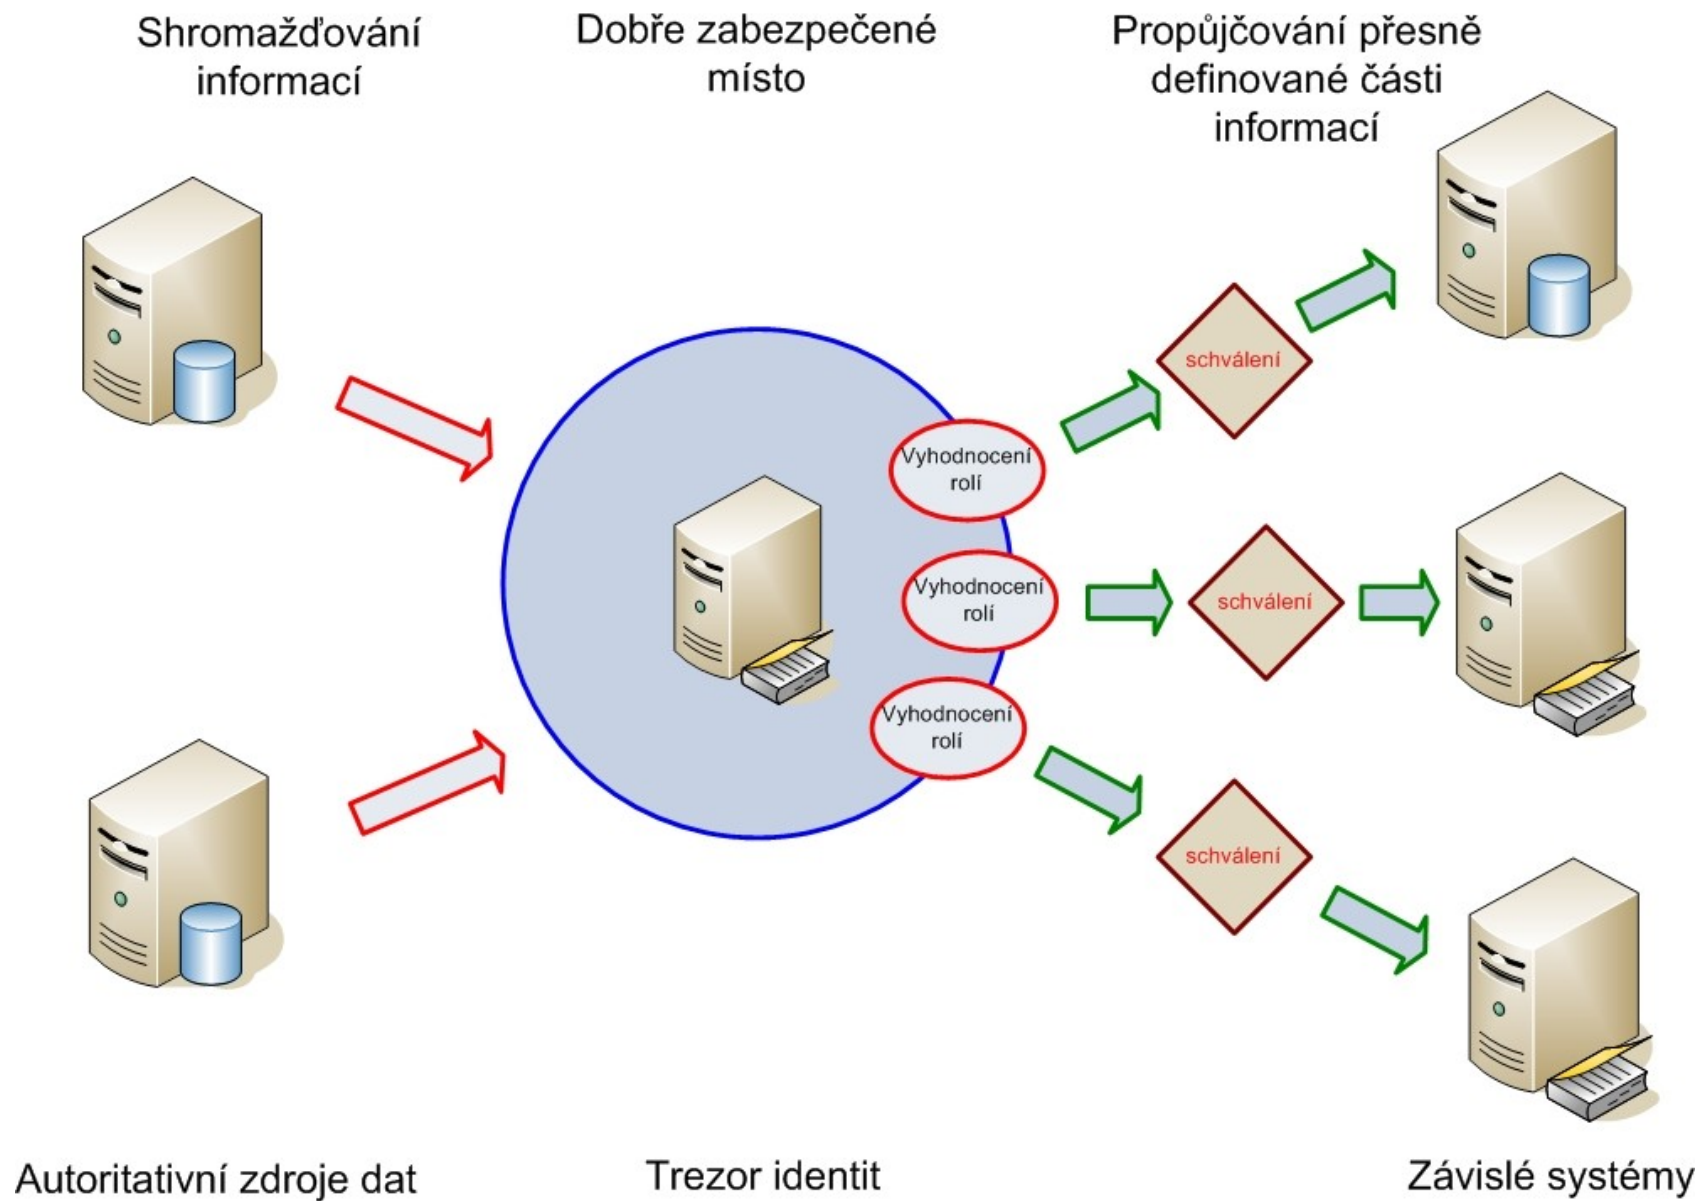 Shromažďování
informací
Dobře zabezpečené
místo
Propůjčování přesně
definované části
informací
schválení
Vyhodnocení
rolí
Vyhodnocení
rolí
schválení
Vyhodnocení
rolí
schválení
Autoritativní zdroje dat
Trezor identit
Závislé systémy